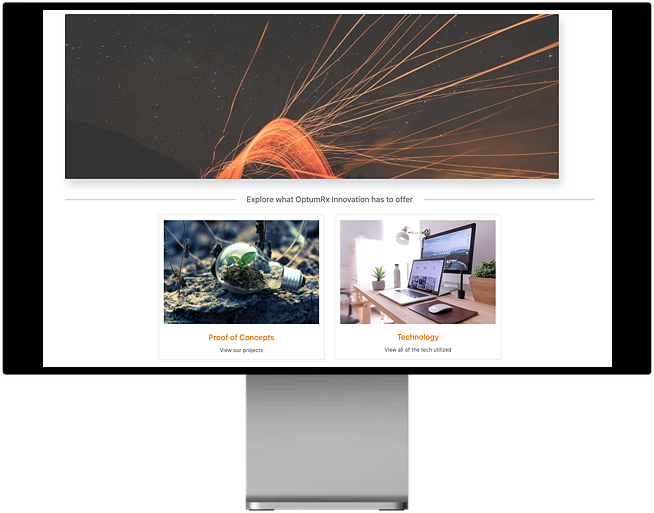 Explore what OptumRx Innovation has to offer
Proof of Concepts
Technology
View our projects
View all of the tech utilized